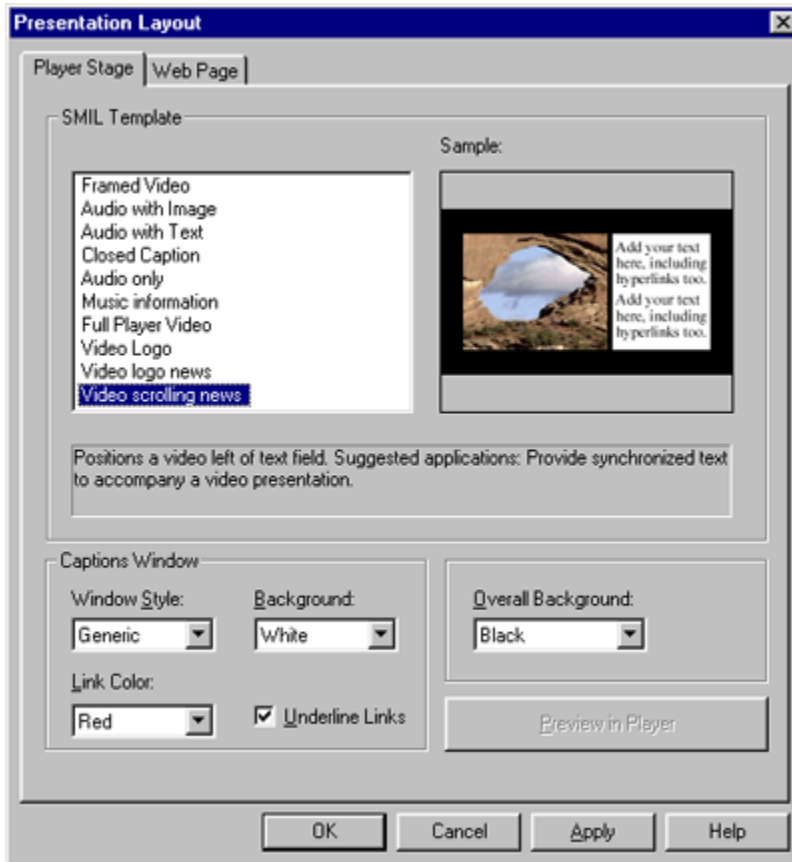 Presentation Layout
Player Stage
Web Page
SMIL Template
Sample:
Framed Video
Audio with Image
Audio with Text
Closed Caption
Audio only
Music information
Full Player Video
Video Logo
Video logo news
Video scrolling news
Add your text
here, including
hyperlinks too.
Add your text
here, including
hyperlinks too.
Positions a video left of text field. Suggested applications: Provide synchronized text
to accompany a video presentation.
Captions Window
Window Style:
Background:
Generic
White
Link Color:
Red
Underline Links
Overall Background:
Black
Preview in Player
OK
Cancel
Apply
Help